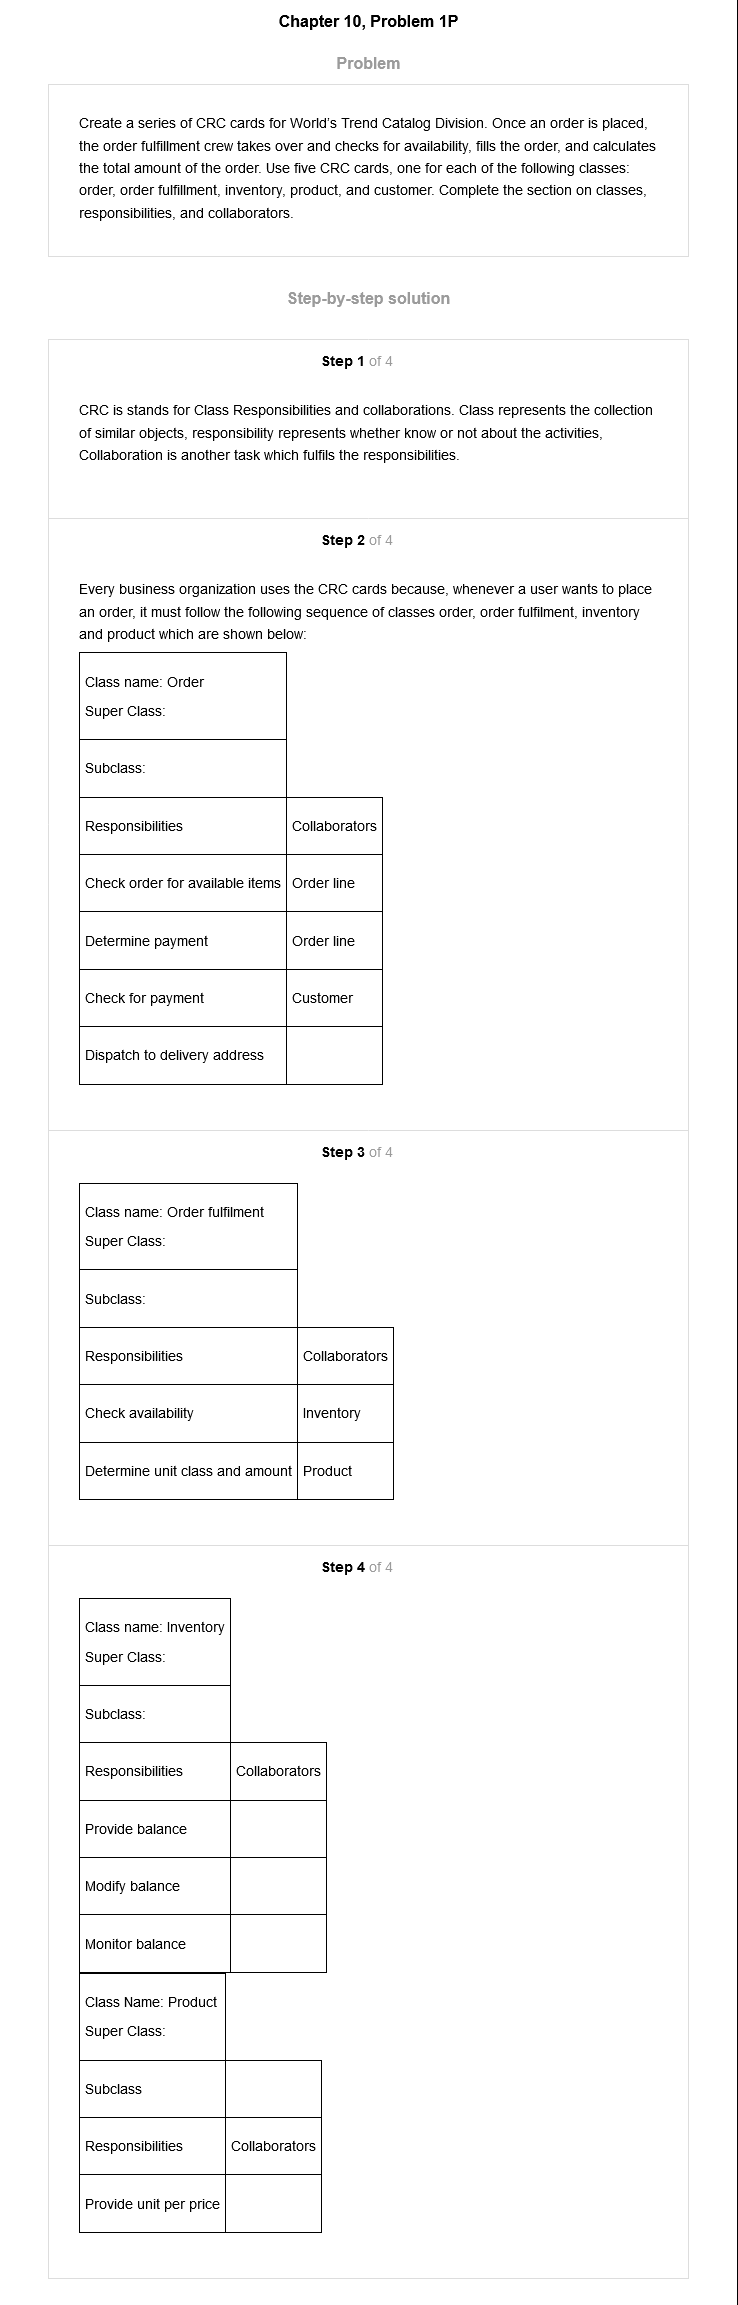 Chapter 10, Problem 1P
Problem
Create a series of CRC cards for World's Trend Catalog Division. Once an order is placed,
the order fulfillment crew takes over and checks for availability, fills the order, and calculates
the total amount of the order. Use five CRC cards, one for each of the following classes:
order, order fulfillment, inventory, product, and customer. Complete the section on classes,
responsibilities, and collaborators.
Step-by-step solution
Step 1 of 4
CRC is stands for Class Responsibilities and collaborations. Class represents the collection
of similar objects, responsibility represents whether know or not about the activities,
Collaboration is another task which fulfils the responsibilities.
Step 2 of 4
Every business organization uses the CRC cards because, whenever a user wants to place
an order, it must follow the following sequence of classes order, order fulfilment, inventory
and product which are shown below:
Class name: Order
Super Class:
Subclass:
Responsibilities Collaborators
Check order for available items Order line
Determine payment Order line
Check for payment Customer
Dispatch to delivery address
Step 3 of 4
Class name: Order fulfilment
Super Class:
Subclass:
Responsibilities Collaborators
Check availability Inventory
Determine unit class and amount Product
Step 4 of 4
Class name: Inventory
Super Class:
Subclass:
Responsibilities Collaborators
Provide balance
Modify balance
Monitor balance
Class Name: Product
Super Class:
Subclass
Responsibilities Collaborators
Provide unit per price